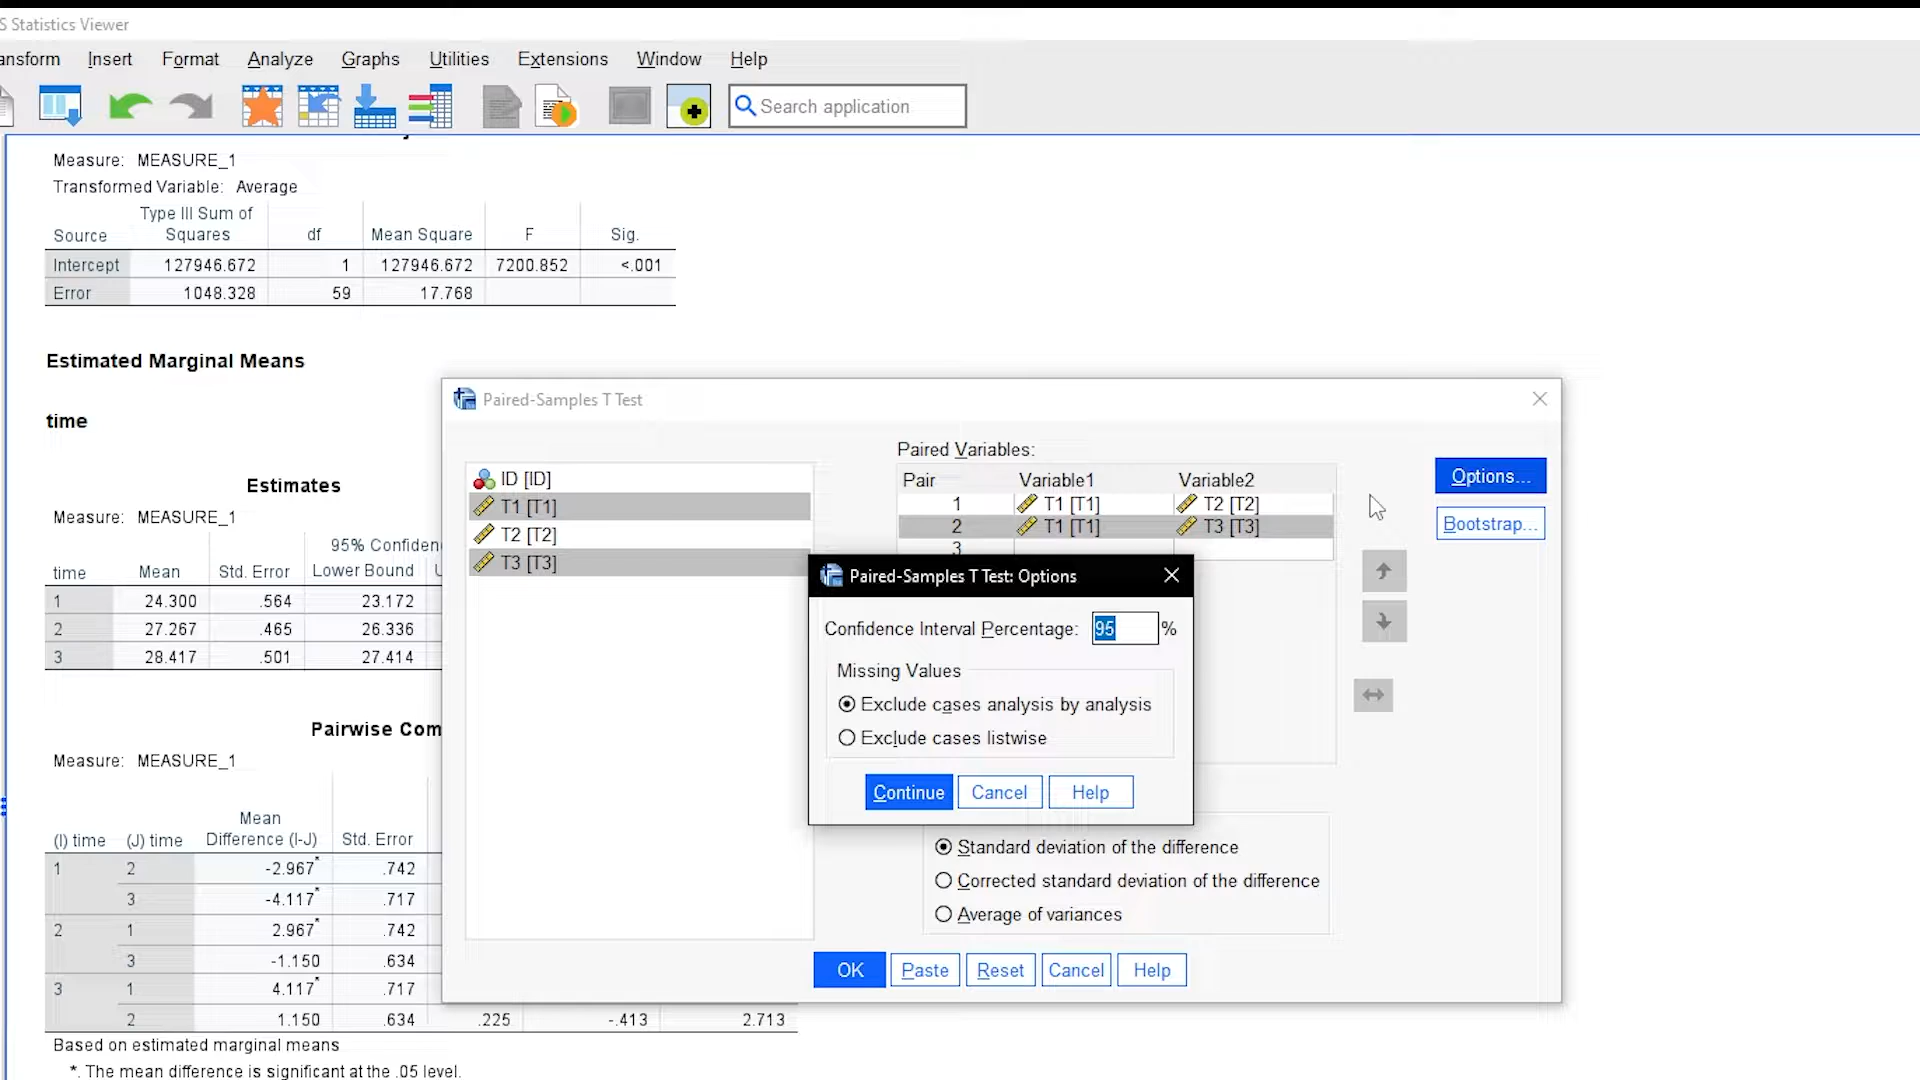 S Statistics Viewer
ansform Insert Format Analyze Graphs Utilities Extensions Window Help
Search application
Measure: MEASURE_1
Transformed Variable: Average
Source Type III Sum of Squares df Mean Square F Sig.
Intercept 127946.672 1 127946.672 7200.852 <.001
Error 1048.328 59 17.768
Estimated Marginal Means
time
Estimates
Measure: MEASURE_1
95% Confiden
time Mean Std. Error Lower Bound U
1 24.300 .564 23.172
2 27.267 .465 26.336
3 28.417 .501 27.414
Pairwise Com
Measure: MEASURE_1
(I) time (J) time Mean Difference (I-J) Std. Error
1 2 -2.967* .742
3 -4.117* .717
2 1 2.967* .742
3 -1.150 .634
3 1 4.117* .717
2 1.150 .634 .225 -.413 2.713
Based on estimated marginal means
*. The mean difference is significant at the .05 level.
Paired-Samples T Test
ID [ID]
T1 [T1]
T2 [T2]
T3 [T3]
Paired Variables:
Pair Variable1 Variable2
1 T1 [T1] T2 [T2]
2 T1 [T1] T3 [T3]
3
Options...
Bootstrap...
Paired-Samples T Test: Options
Confidence Interval Percentage: 95 %
Missing Values
Exclude cases analysis by analysis
Exclude cases listwise
Continue Cancel Help
Standard deviation of the difference
Corrected standard deviation of the difference
Average of variances
OK Paste Reset Cancel Help